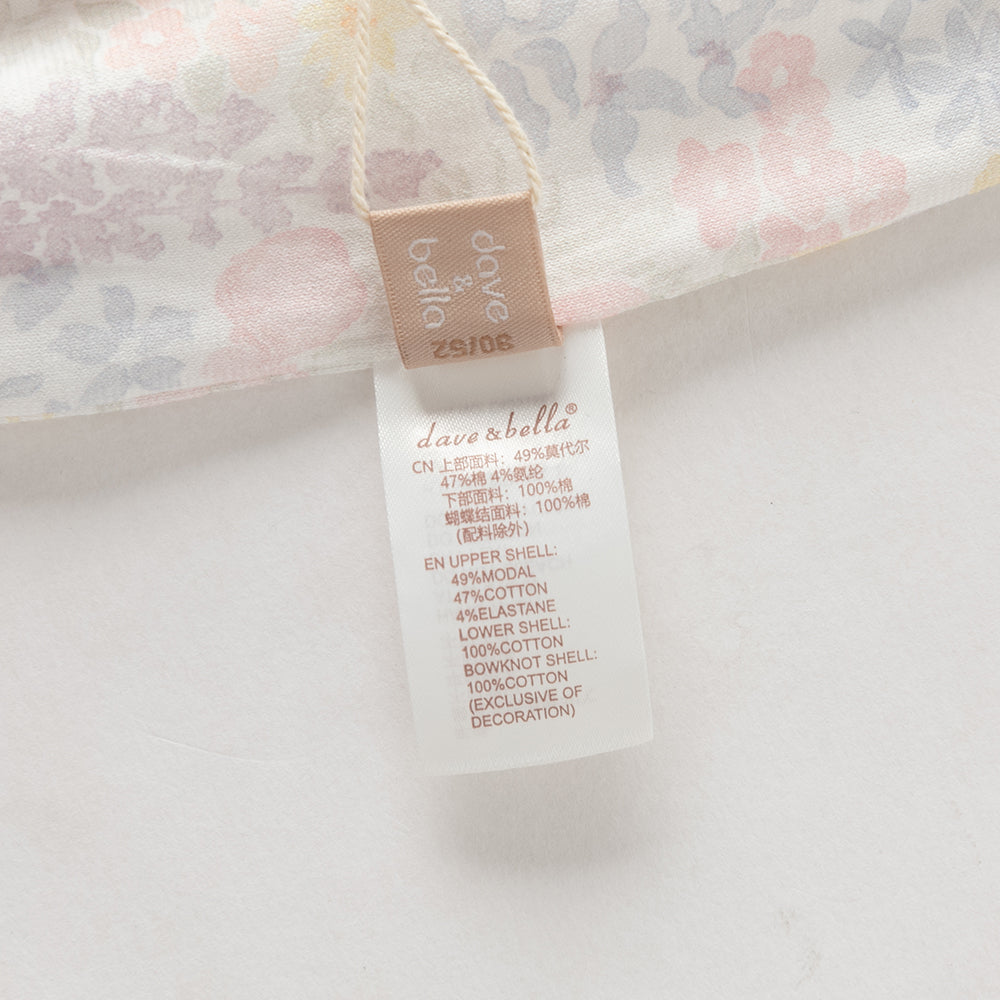 dave
&
bella
90/52
dave & bella®
CN 上部面料：49%莫代尔
47%棉 4%氨纶
下部面料：100%棉
蝴蝶结面料：100%棉
(配料除外)
EN UPPER SHELL:
49%MODAL
47%COTTON
4%ELASTANE
LOWER SHELL:
100%COTTON
BOWKNOT SHELL:
100%COTTON
(EXCLUSIVE OF
DECORATION)